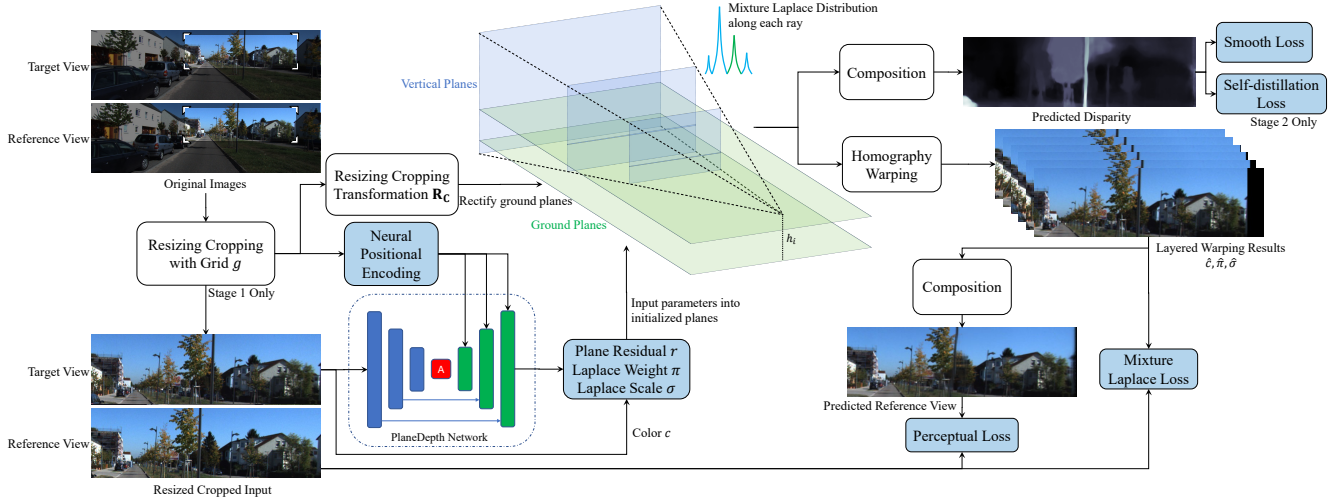 Target View
Reference View
Original Images
Resizing Cropping
with Grid g
Stage 1 Only
Resizing Cropping
Transformation R_C
Rectify ground planes
Neural
Positional
Encoding
Target View
Reference View
Resized Cropped Input
A
PlaneDepth Network
Plane Residual r
Laplace Weight π
Laplace Scale σ
Color c
Input parameters into
initialized planes
Vertical Planes
Ground Planes
h_i
Mixture Laplace Distribution
along each ray
Composition
Predicted Disparity
Smooth Loss
Self-distillation
Loss
Stage 2 Only
Homography
Warping
Layered Warping Results
ĉ, π̂, σ̂
Composition
Predicted Reference View
Perceptual Loss
Mixture
Laplace Loss